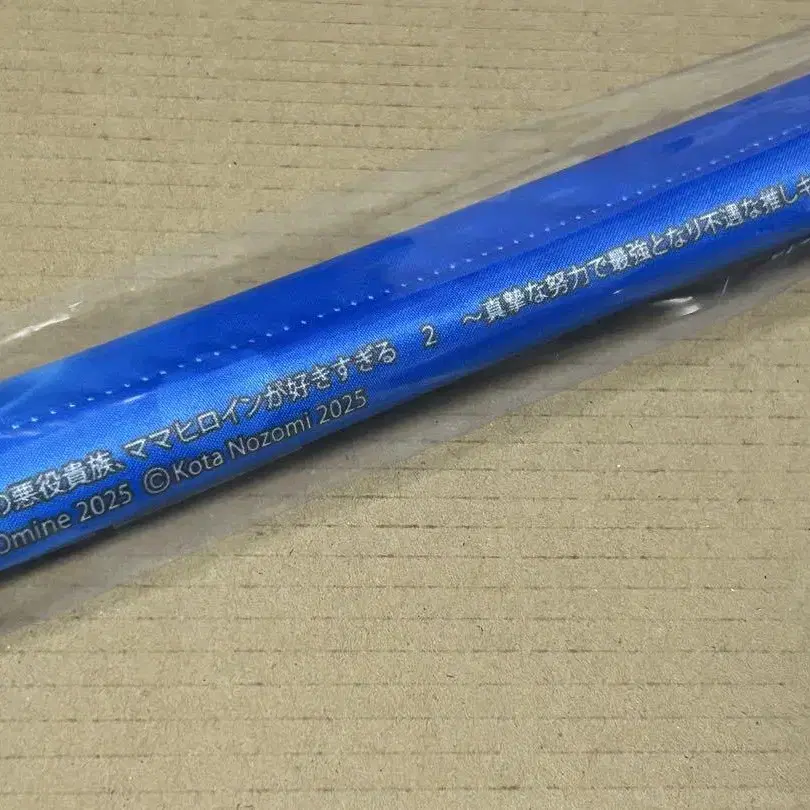 の悪役貴族、ママヒロインが好きすぎる 2 ～真摯な努力で最強となり不遇な推しキ
Omine 2025 ©Kota Nozomi 2025